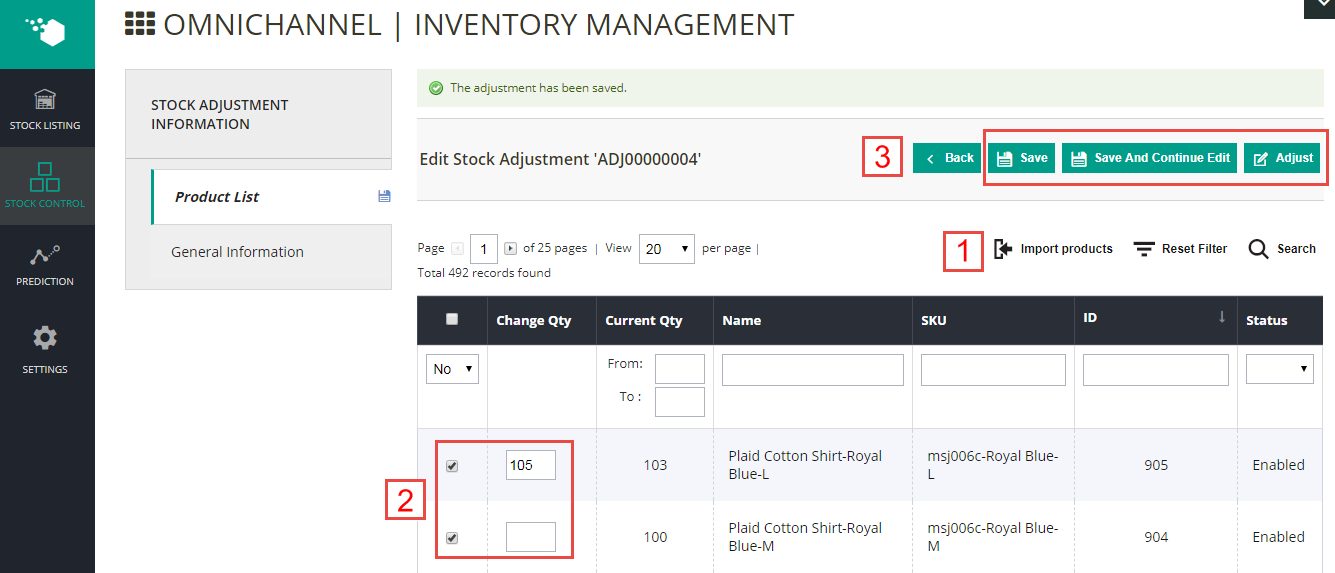 OMNICHANNEL | INVENTORY MANAGEMENT
STOCK LISTING
STOCK CONTROL
PREDICTION
SETTINGS
STOCK ADJUSTMENT
INFORMATION
Product List
General Information
The adjustment has been saved.
Edit Stock Adjustment 'ADJ00000004'
3
Back
Save
Save And Continue Edit
Adjust
Page 1 of 25 pages | View 20 per page |
Total 492 records found
1
Import products
Reset Filter
Search
Change Qty Current Qty Name SKU ID ↓ Status
No
From:
To :
2
105 103 Plaid Cotton Shirt-Royal msj006c-Royal Blue- 905 Enabled
Blue-L L
100 Plaid Cotton Shirt-Royal msj006c-Royal Blue- 904 Enabled
Blue-M M